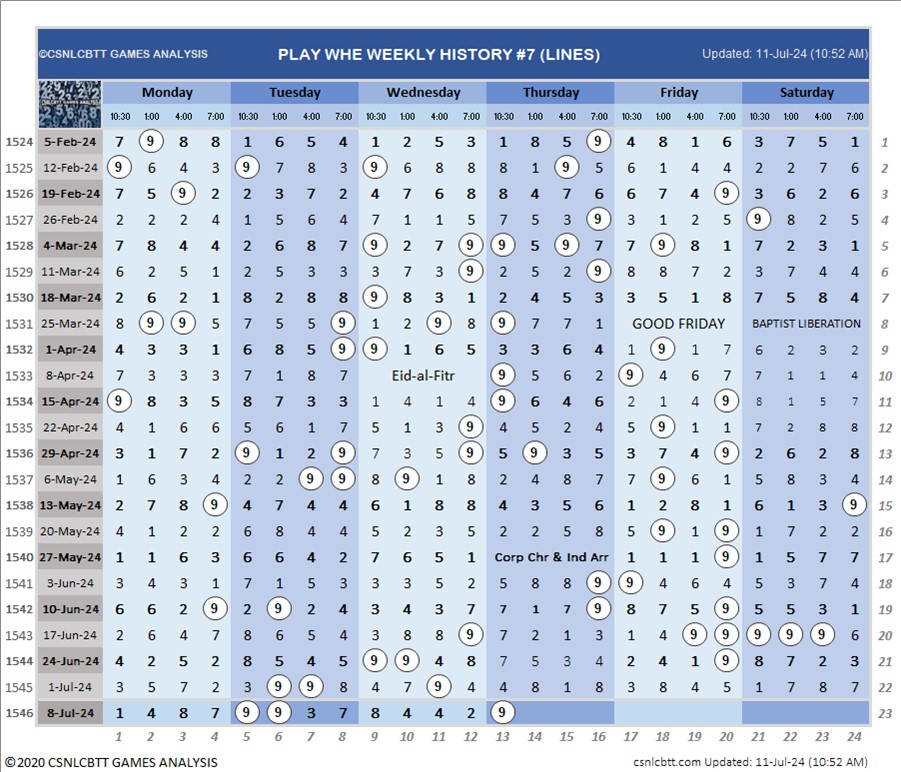 ©CSNLCBTT GAMES ANALYSIS PLAY WHE WEEKLY HISTORY #7 (LINES) Updated: 11-Jul-24 (10:52 AM)
Monday Tuesday Wednesday Thursday Friday Saturday
10:30 1:00 4:00 7:00 10:30 1:00 4:00 7:00 10:30 1:00 4:00 7:00 10:30 1:00 4:00 7:00 10:30 1:00 4:00 7:00 10:30 1:00 4:00 7:00
1524 5-Feb-24 7 9 8 8 1 6 5 4 1 2 5 3 1 8 5 9 4 8 1 6 3 7 5 1 1
1525 12-Feb-24 9 6 4 3 9 7 8 3 9 6 8 8 8 1 9 5 6 1 4 4 2 2 7 6 2
1526 19-Feb-24 7 5 9 2 2 3 7 2 4 7 6 8 8 4 7 6 6 7 4 9 3 6 2 6 3
1527 26-Feb-24 2 2 2 4 1 5 6 4 7 1 1 5 7 5 3 9 3 1 2 5 9 8 2 5 4
1528 4-Mar-24 7 8 4 4 2 6 8 7 9 2 7 9 9 5 9 7 7 9 8 1 7 2 3 1 5
1529 11-Mar-24 6 2 5 1 2 5 3 3 3 7 3 9 2 5 2 9 8 8 7 2 3 7 4 4 6
1530 18-Mar-24 2 6 2 1 8 2 8 8 9 8 3 1 2 4 5 3 3 5 1 8 7 5 8 4 7
1531 25-Mar-24 8 9 9 5 7 5 5 9 1 2 9 8 9 7 7 1 GOOD FRIDAY BAPTIST LIBERATION 8
1532 1-Apr-24 4 3 3 1 6 8 5 9 9 1 6 5 3 3 6 4 1 9 1 7 6 2 3 2 9
1533 8-Apr-24 7 3 3 3 7 1 8 7 Eid-al-Fitr 9 5 6 2 9 4 6 7 7 1 1 4 10
1534 15-Apr-24 9 8 3 5 8 7 3 3 1 4 1 4 9 6 4 6 2 1 4 9 8 1 5 7 11
1535 22-Apr-24 4 1 6 6 5 6 1 7 5 1 3 9 4 5 2 4 5 9 1 1 7 2 8 8 12
1536 29-Apr-24 3 1 7 2 9 1 2 9 7 3 5 9 5 9 3 5 3 7 4 9 2 6 2 8 13
1537 6-May-24 1 6 3 4 2 2 9 9 8 9 1 8 2 4 8 7 7 9 6 1 5 8 3 4 14
1538 13-May-24 2 7 8 9 4 7 4 4 6 1 8 8 4 3 5 6 1 2 8 1 6 1 3 9 15
1539 20-May-24 4 1 2 2 6 8 4 4 5 2 3 5 2 2 5 8 5 9 1 9 1 7 2 2 16
1540 27-May-24 1 1 6 3 6 6 4 2 7 6 5 1 Corp Chr & Ind Arr 1 1 1 9 1 5 7 7 17
1541 3-Jun-24 3 4 3 1 7 1 5 3 3 3 5 2 5 8 8 9 9 4 6 4 5 3 7 4 18
1542 10-Jun-24 6 6 2 9 2 9 2 4 3 4 3 7 7 1 7 9 8 7 5 9 5 5 3 1 19
1543 17-Jun-24 2 6 4 7 8 6 5 4 3 8 8 9 7 2 1 3 1 4 9 9 9 9 9 6 20
1544 24-Jun-24 4 2 5 2 8 5 4 5 9 9 4 8 7 5 3 4 2 4 1 9 8 7 2 3 21
1545 1-Jul-24 3 5 7 2 3 9 9 8 4 7 9 4 4 8 1 8 3 8 4 5 1 7 8 7 22
1546 8-Jul-24 1 4 8 7 9 9 3 7 8 4 4 2 9 23
1 2 3 4 5 6 7 8 9 10 11 12 13 14 15 16 17 18 19 20 21 22 23 24
©2020 CSNLCBTT GAMES ANALYSIS csnlcbtt.com Updated: 11-Jul-24 (10:52 AM)